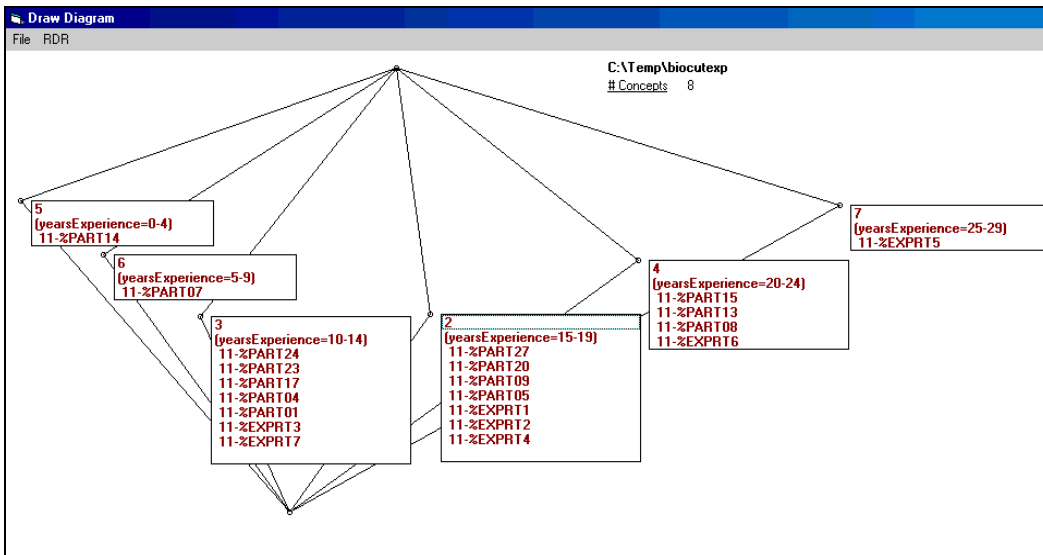 Draw Diagram
File RDR
C:\Temp\biocutexp
# Concepts 8
5
(yearsExperience=0-4)
11-%PART14
6
(yearsExperience=5-9)
11-%PART07
3
(yearsExperience=10-14)
11-%PART24
11-%PART23
11-%PART17
11-%PART04
11-%PART01
11-%EXPRT3
11-%EXPRT7
2
(yearsExperience=15-19)
11-%PART27
11-%PART20
11-%PART09
11-%PART05
11-%EXPRT1
11-%EXPRT2
11-%EXPRT4
4
(yearsExperience=20-24)
11-%PART15
11-%PART13
11-%PART08
11-%EXPRT6
7
(yearsExperience=25-29)
11-%EXPRT5